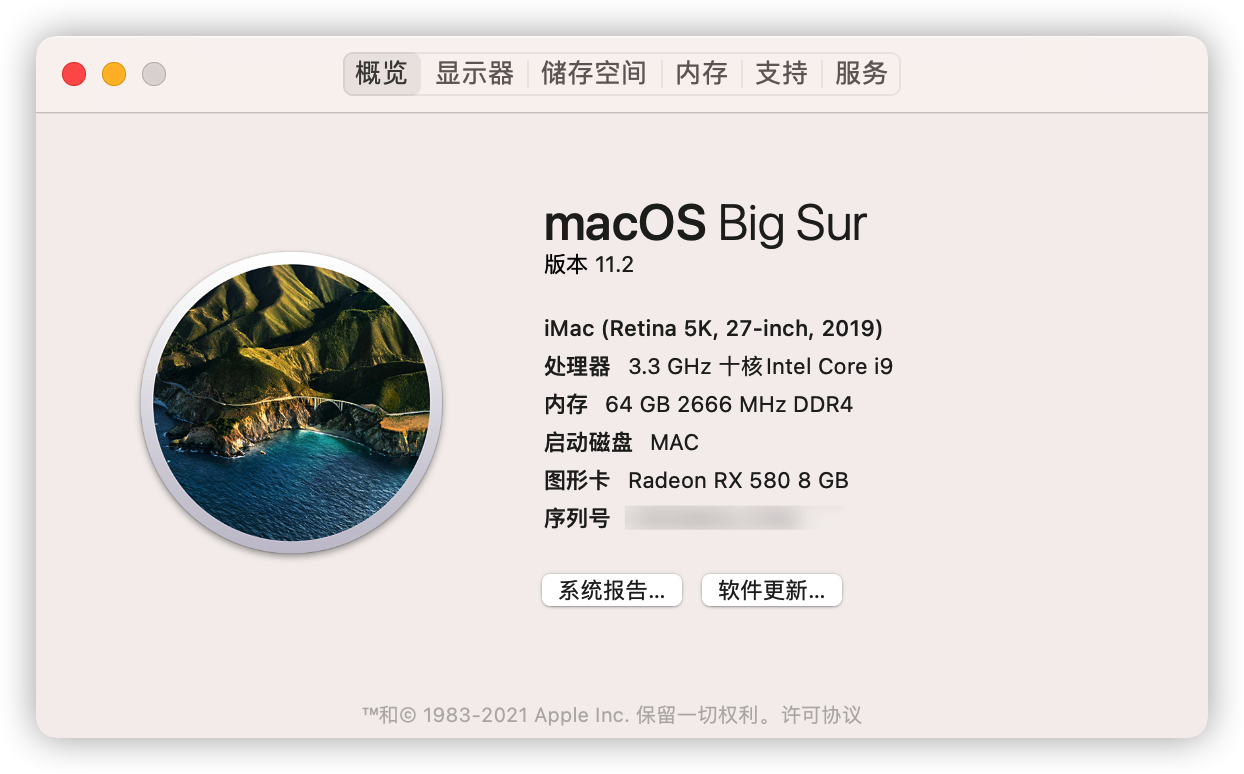 概览 显示器 储存空间 内存 支持 服务
macOS Big Sur
版本 11.2
iMac (Retina 5K, 27-inch, 2019)
处理器 3.3 GHz 十核Intel Core i9
内存 64 GB 2666 MHz DDR4
启动磁盘 MAC
图形卡 Radeon RX 580 8 GB
序列号
系统报告... 软件更新...
™和© 1983-2021 Apple Inc. 保留一切权利。许可协议